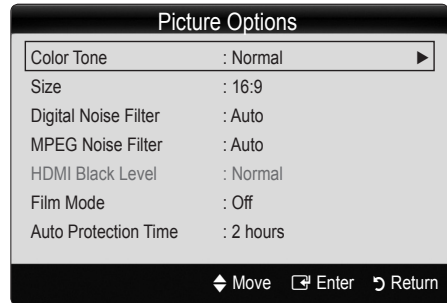 Picture Options
Color Tone : Normal ▶
Size : 16:9
Digital Noise Filter : Auto
MPEG Noise Filter : Auto
HDMI Black Level : Normal
Film Mode : Off
Auto Protection Time : 2 hours
Move Enter Return